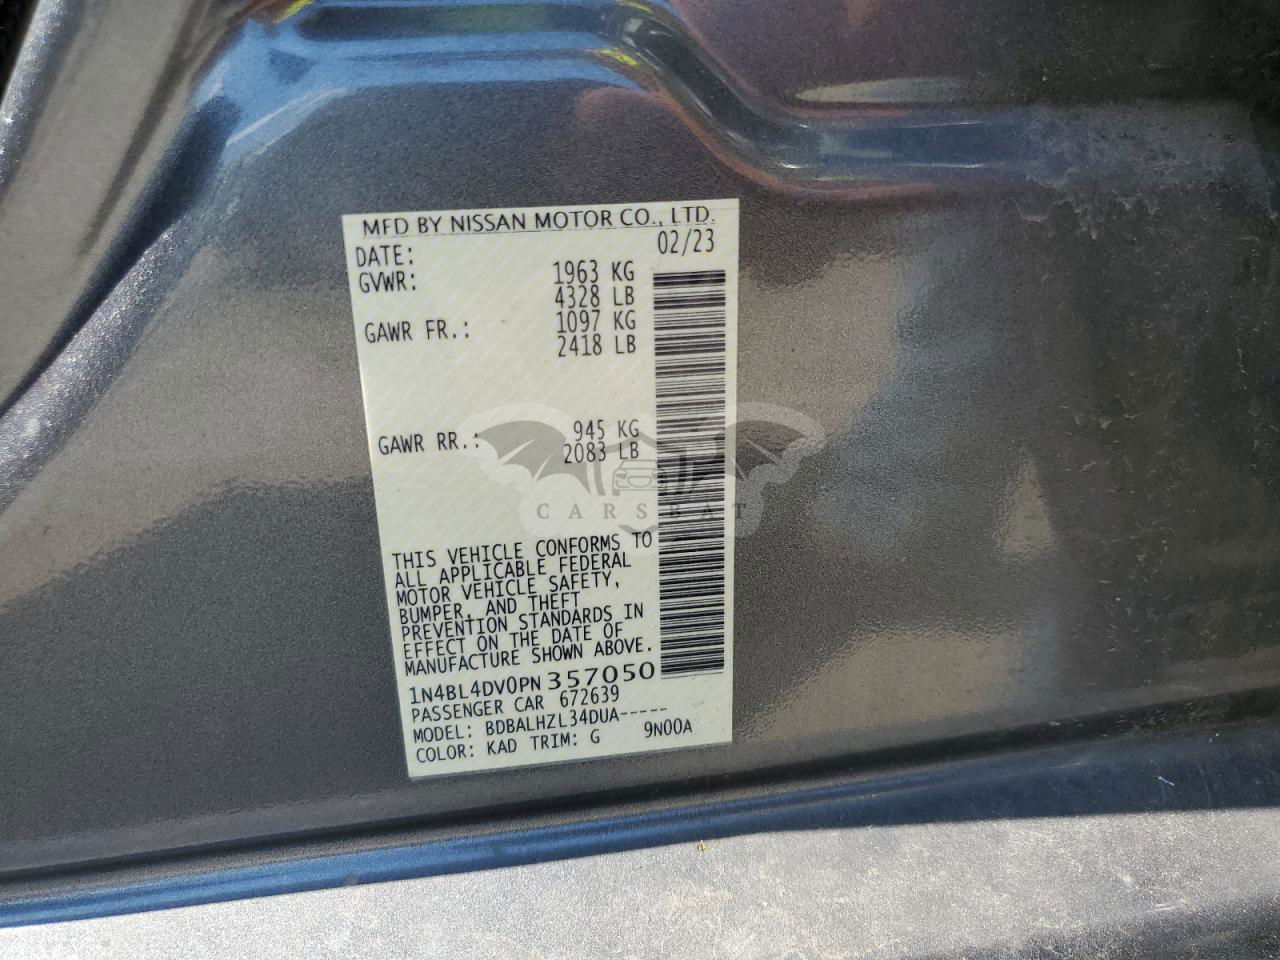 MFD BY NISSAN MOTOR CO., LTD.
DATE: 02/23
GVWR: 1963 KG
4328 LB
GAWR FR.: 1097 KG
2418 LB
GAWR RR.: 945 KG
2083 LB
CARSBAT
THIS VEHICLE CONFORMS TO
ALL APPLICABLE FEDERAL
MOTOR VEHICLE SAFETY,
BUMPER, AND THEFT
PREVENTION STANDARDS IN
EFFECT ON THE DATE OF
MANUFACTURE SHOWN ABOVE.
1N4BL4DV0PN357050
PASSENGER CAR 672639
MODEL: BDBALHZL34DUA-----
COLOR: KAD TRIM: G 9N00A